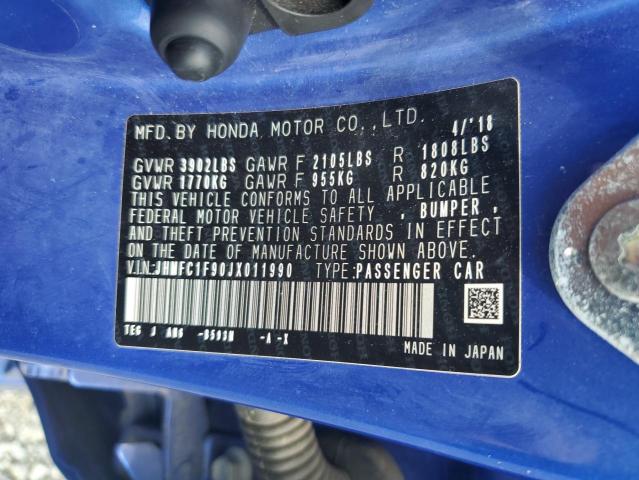 MFD. BY HONDA MOTOR CO., LTD. 4/'18
GVWR 3902LBS GAWR F 2105LBS R 1808LBS
GVWR 1770KG GAWR F 955KG R 820KG
THIS VEHICLE CONFORMS TO ALL APPLICABLE
FEDERAL MOTOR VEHICLE SAFETY , BUMPER ,
AND THEFT PREVENTION STANDARDS IN EFFECT
ON THE DATE OF MANUFACTURE SHOWN ABOVE.
V.I.N:JHMFC1F90JX011990 TYPE:PASSENGER CAR
TEG J -B593M -A -X
MADE IN JAPAN